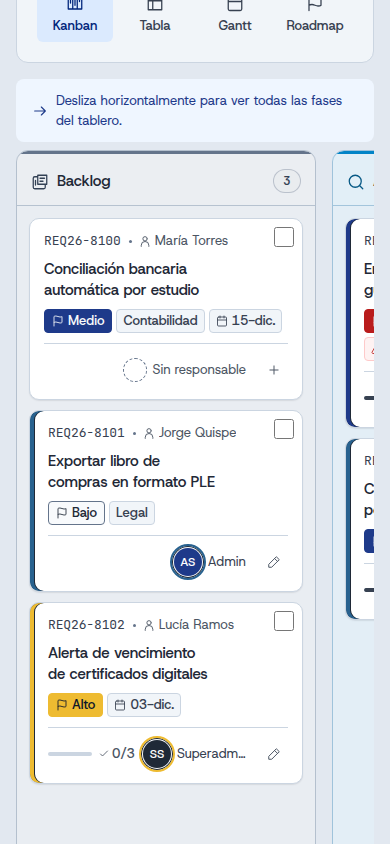 Kanban
Tabla
Gantt
Roadmap
Desliza horizontalmente para ver todas las fases
del tablero.
Backlog
3
REQ26-8100 • María Torres
Conciliación bancaria
automática por estudio
Medio
Contabilidad
15-dic.
Sin responsable
+
REQ26-8101 • Jorge Quispe
Exportar libro de
compras en formato PLE
Bajo
Legal
AS
Admin
REQ26-8102 • Lucía Ramos
Alerta de vencimiento
de certificados digitales
Alto
03-dic.
0/3
SS
Superadm...